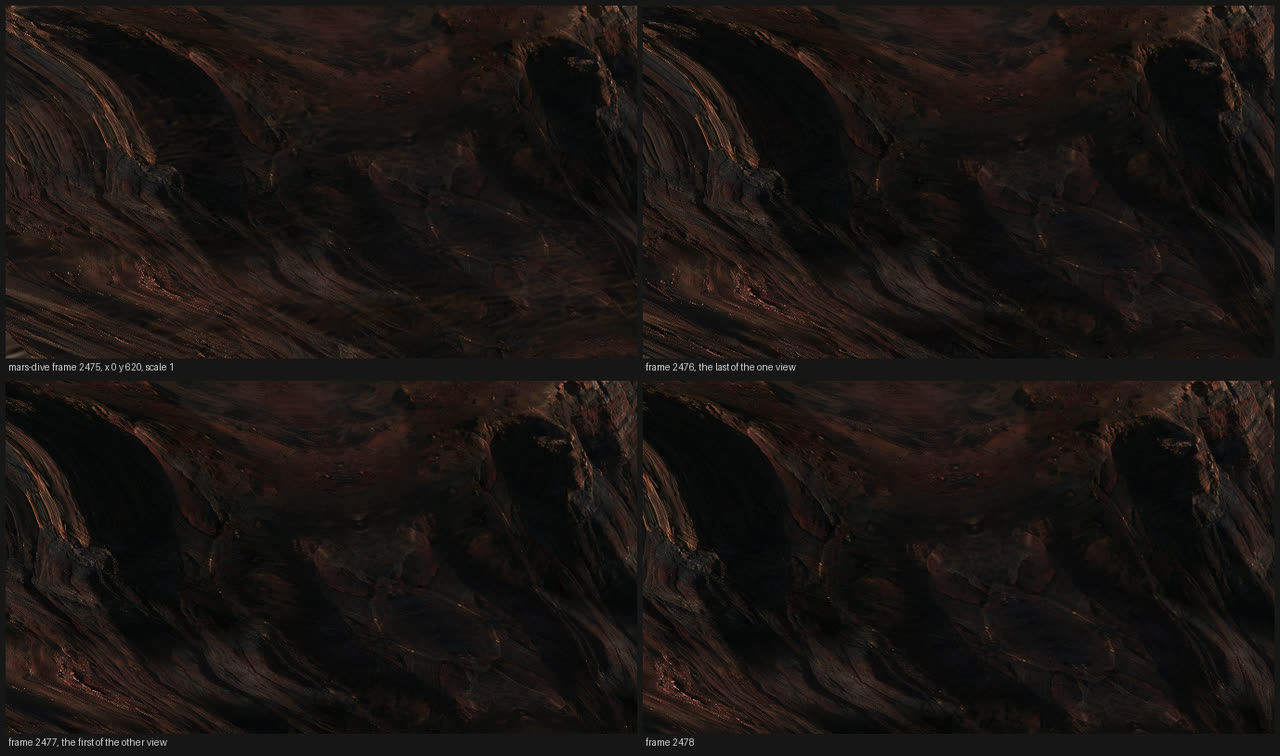 mars-dive frame 2475, x 0 y 620, scale 1
frame 2476, the last of the one view
frame 2477, the first of the other view
frame 2478